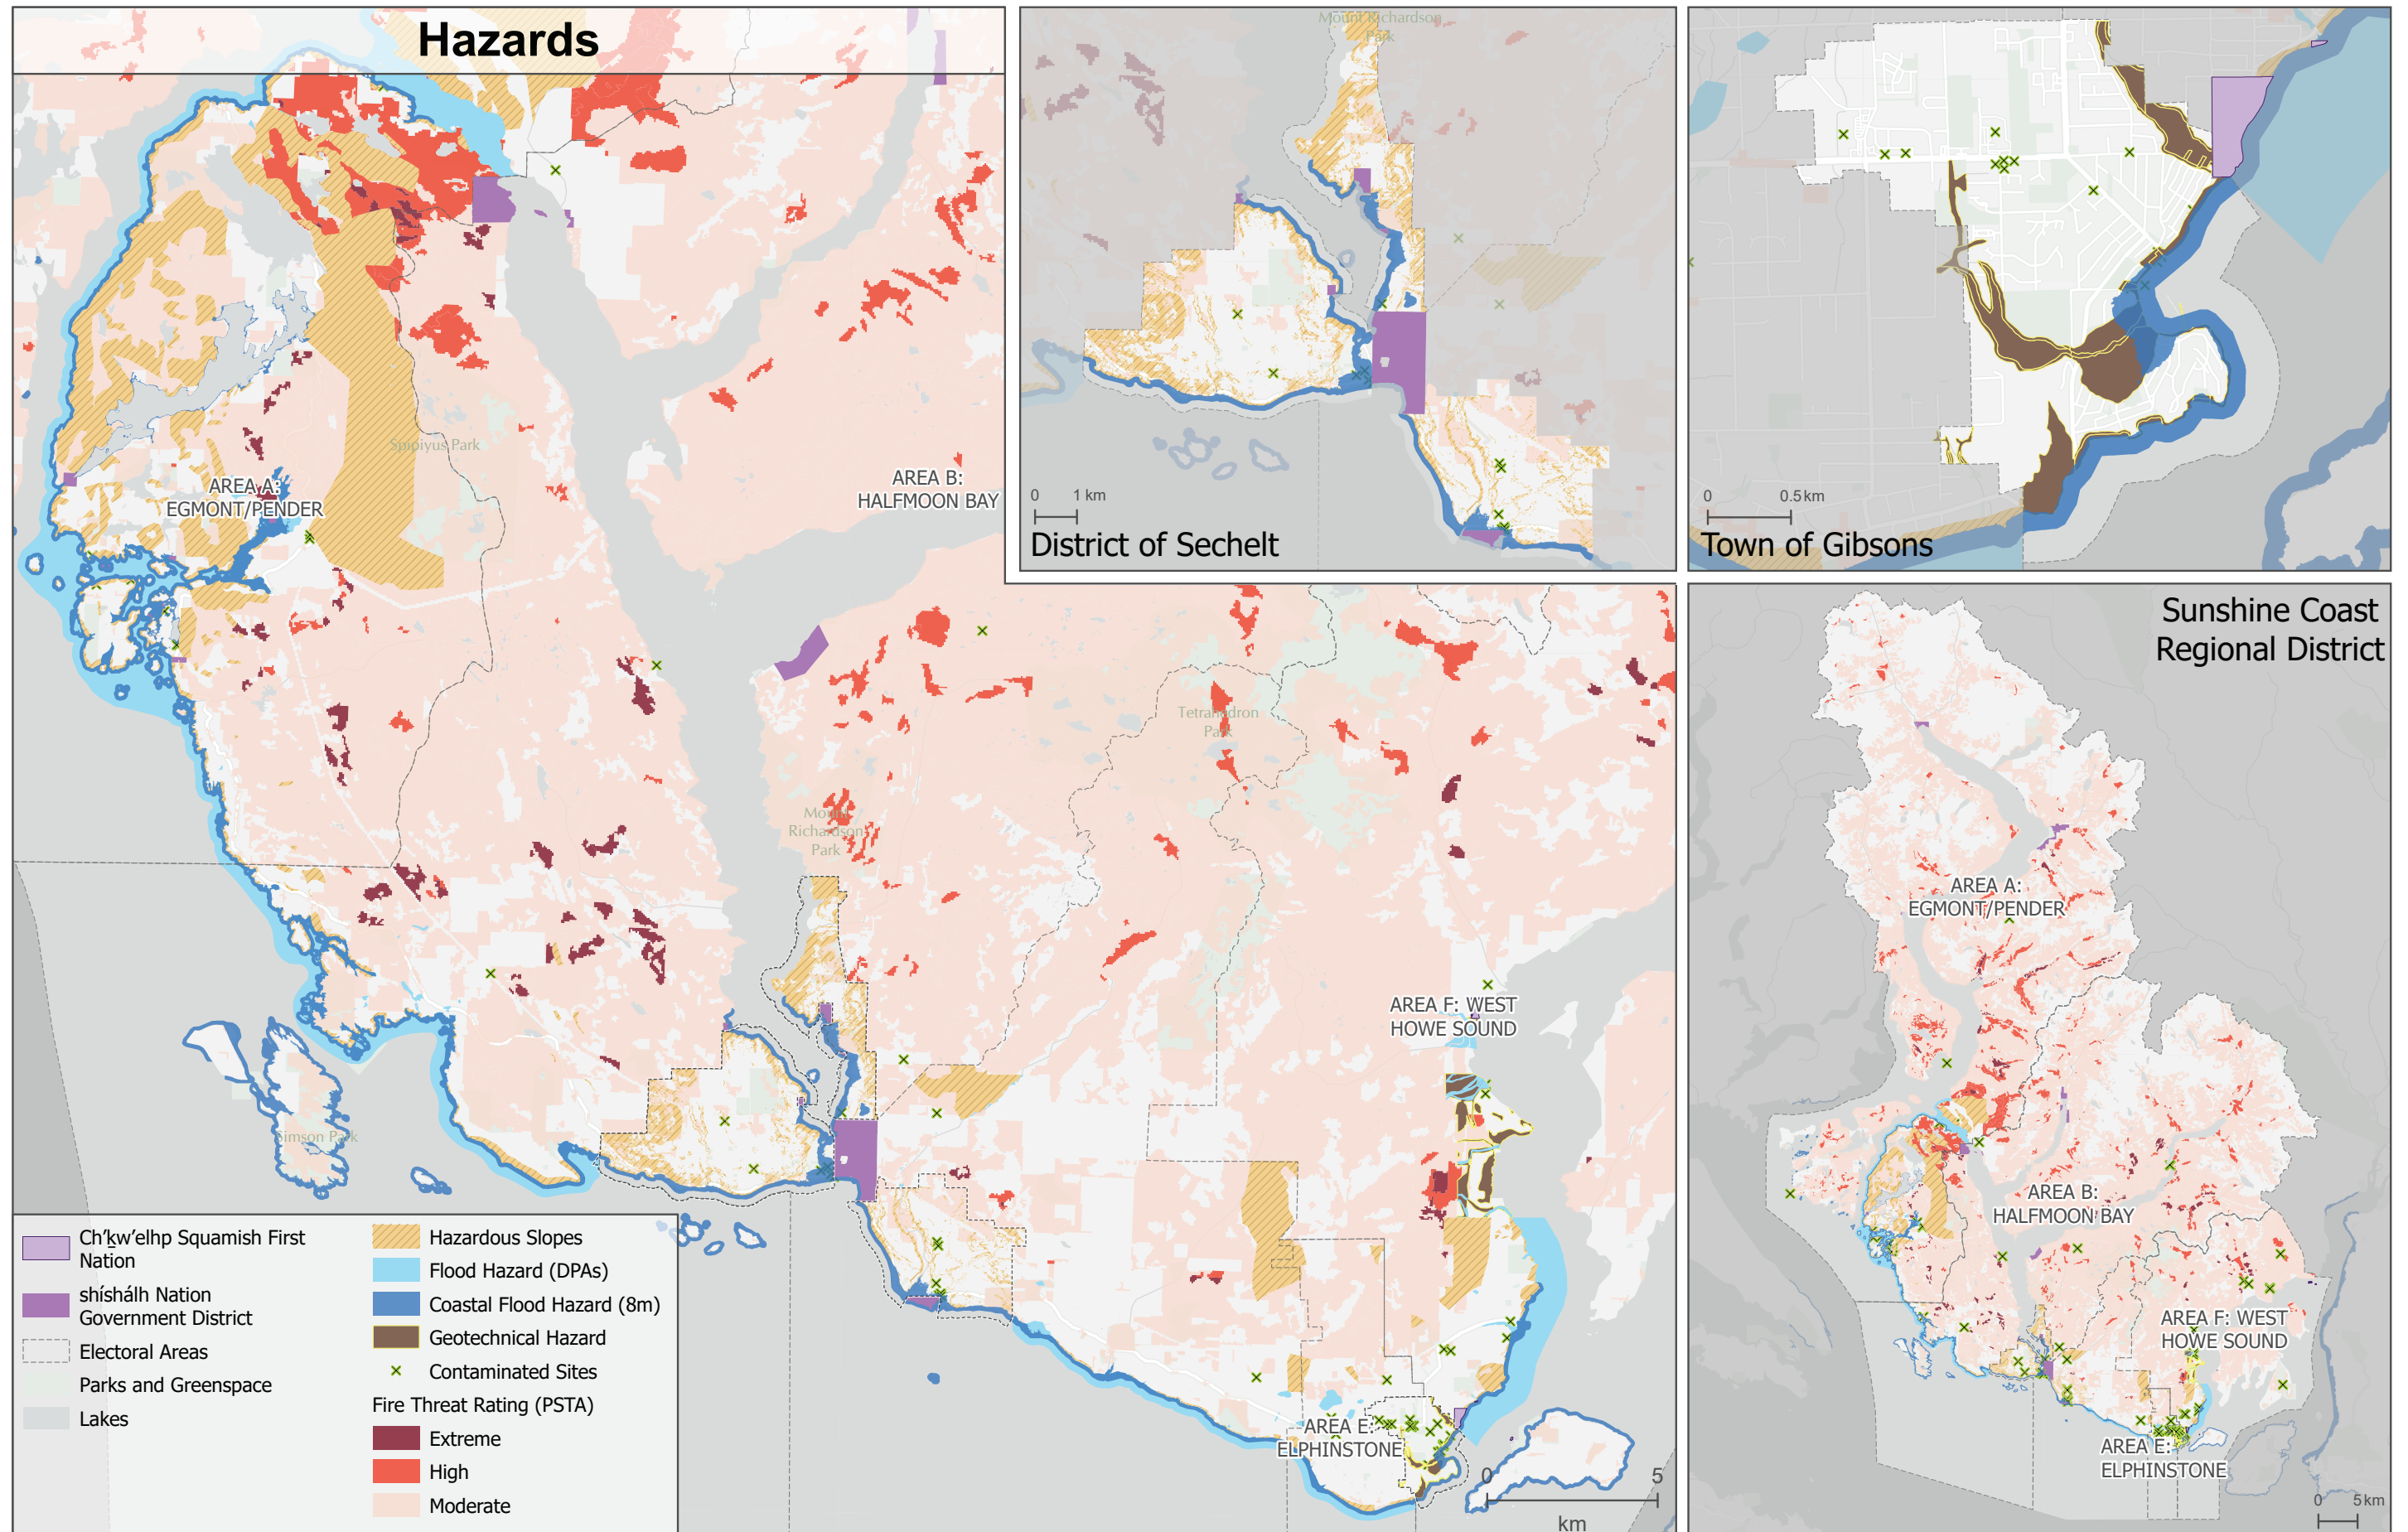 Hazards
Spipiyus Park
AREA A:
EGMONT/PENDER
AREA B:
HALFMOON BAY
Tetrahedron
Park
Mount
Richardson
Park
AREA F: WEST
HOWE SOUND
Simson Park
AREA E:
ELPHINSTONE
0 5
km
Ch'ḵw'elhp Squamish First
Nation
shíshálh Nation
Government District
Electoral Areas
Parks and Greenspace
Lakes
Hazardous Slopes
Flood Hazard (DPAs)
Coastal Flood Hazard (8m)
Geotechnical Hazard
Contaminated Sites
Fire Threat Rating (PSTA)
Extreme
High
Moderate
Mount Richardson
Park
0 1 km
District of Sechelt
0 0.5 km
Town of Gibsons
Sunshine Coast
Regional District
AREA A:
EGMONT/PENDER
AREA B:
HALFMOON BAY
AREA F: WEST
HOWE SOUND
AREA E:
ELPHINSTONE
0 5 km